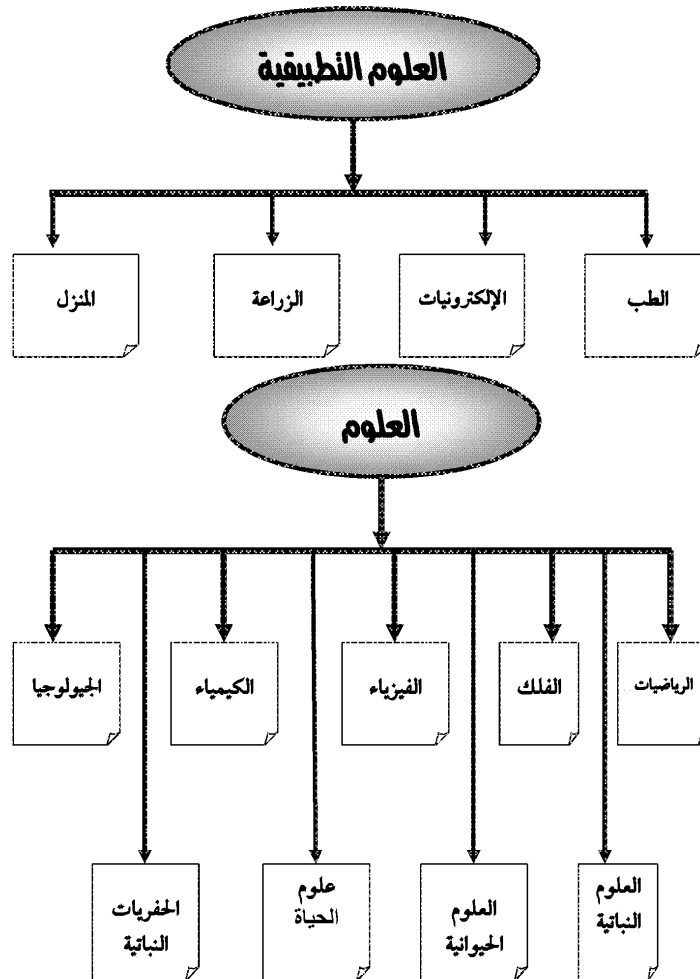 العلوم التطبيقية
الطب
الإلكترونيات
الزراعة
المنزل
العلوم
الرياضيات
الفلك
الفيزياء
الكيمياء
الجيولوجيا
العلوم
النباتية
العلوم
الحيوانية
علوم
الحياة
الحفريات
النباتية